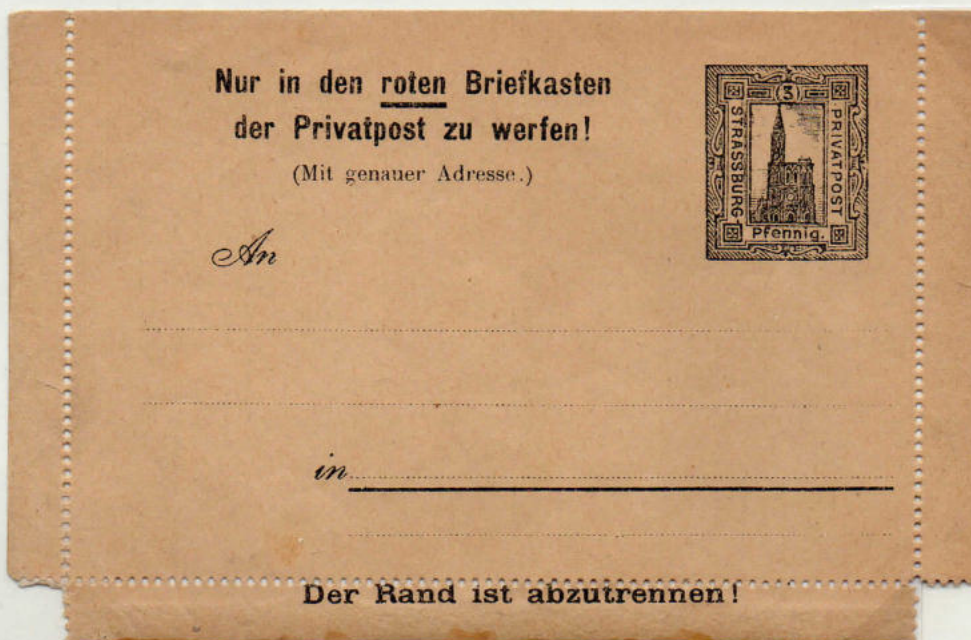 Nur in den roten Briefkasten
der Privatpost zu werfen!
(Mit genauer Adresse.)
3
STRASSBURG
PRIVATPOST
Pfennig.
An
in
Der Rand ist abzutrennen!